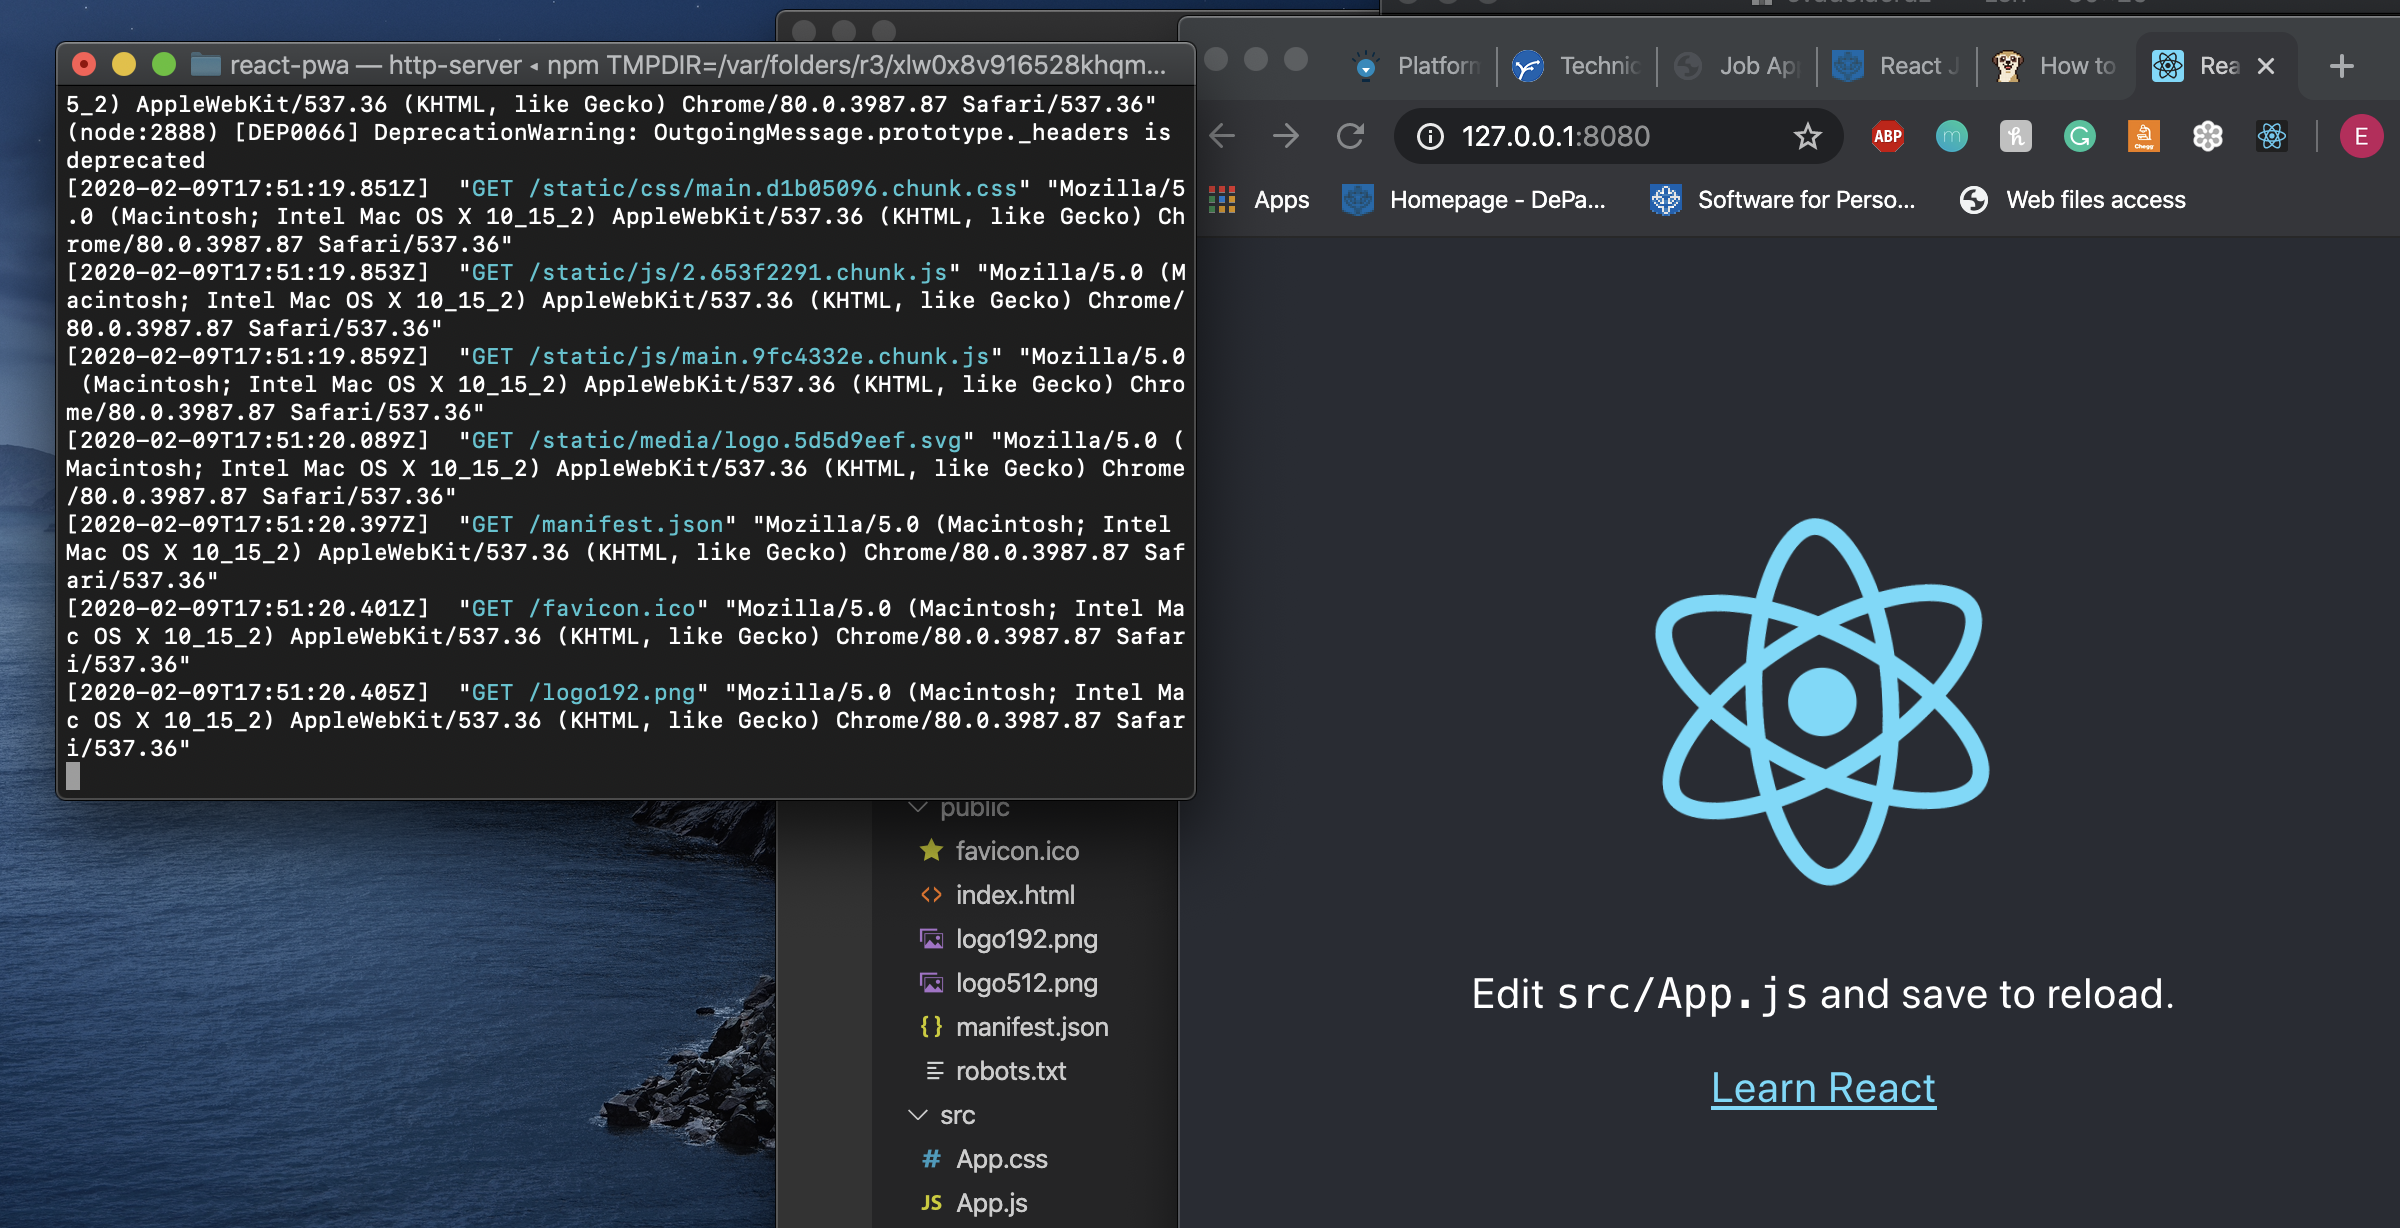 react-pwa — http-server ◂ npm TMPDIR=/var/folders/r3/xlw0x8v916528khqm...
5_2) AppleWebKit/537.36 (KHTML, like Gecko) Chrome/80.0.3987.87 Safari/537.36"
(node:2888) [DEP0066] DeprecationWarning: OutgoingMessage.prototype._headers is
deprecated
[2020-02-09T17:51:19.851Z]  "GET /static/css/main.d1b05096.chunk.css" "Mozilla/5
.0 (Macintosh; Intel Mac OS X 10_15_2) AppleWebKit/537.36 (KHTML, like Gecko) Ch
rome/80.0.3987.87 Safari/537.36"
[2020-02-09T17:51:19.853Z]  "GET /static/js/2.653f2291.chunk.js" "Mozilla/5.0 (M
acintosh; Intel Mac OS X 10_15_2) AppleWebKit/537.36 (KHTML, like Gecko) Chrome/
80.0.3987.87 Safari/537.36"
[2020-02-09T17:51:19.859Z]  "GET /static/js/main.9fc4332e.chunk.js" "Mozilla/5.0
 (Macintosh; Intel Mac OS X 10_15_2) AppleWebKit/537.36 (KHTML, like Gecko) Chro
me/80.0.3987.87 Safari/537.36"
[2020-02-09T17:51:20.089Z]  "GET /static/media/logo.5d5d9eef.svg" "Mozilla/5.0 (
Macintosh; Intel Mac OS X 10_15_2) AppleWebKit/537.36 (KHTML, like Gecko) Chrome
/80.0.3987.87 Safari/537.36"
[2020-02-09T17:51:20.397Z]  "GET /manifest.json" "Mozilla/5.0 (Macintosh; Intel
Mac OS X 10_15_2) AppleWebKit/537.36 (KHTML, like Gecko) Chrome/80.0.3987.87 Saf
ari/537.36"
[2020-02-09T17:51:20.401Z]  "GET /favicon.ico" "Mozilla/5.0 (Macintosh; Intel Ma
c OS X 10_15_2) AppleWebKit/537.36 (KHTML, like Gecko) Chrome/80.0.3987.87 Safar
i/537.36"
[2020-02-09T17:51:20.405Z]  "GET /logo192.png" "Mozilla/5.0 (Macintosh; Intel Ma
c OS X 10_15_2) AppleWebKit/537.36 (KHTML, like Gecko) Chrome/80.0.3987.87 Safar
i/537.36"
public
favicon.ico
index.html
logo192.png
logo512.png
manifest.json
robots.txt
src
App.css
JS App.js
Platform Technic Job Ap React J How to Rea
127.0.0.1:8080 ABP m h G Chegg E
Apps Homepage - DePa... Software for Perso... Web files access
Edit src/App.js and save to reload.
Learn React